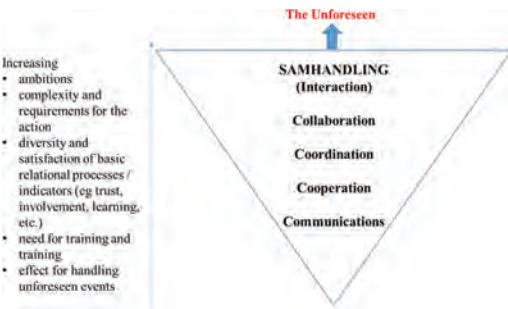 The Unforeseen
Increasing
• ambitions
• complexity and
requirements for the
action
• diversity and
satisfaction of basic
relational processes /
indicators (eg trust,
involvement, learning,
etc.)
• need for training and
training
• effect for handling
unforeseen events
SAMHANDLING
(Interaction)
Collaboration
Coordination
Cooperation
Communications